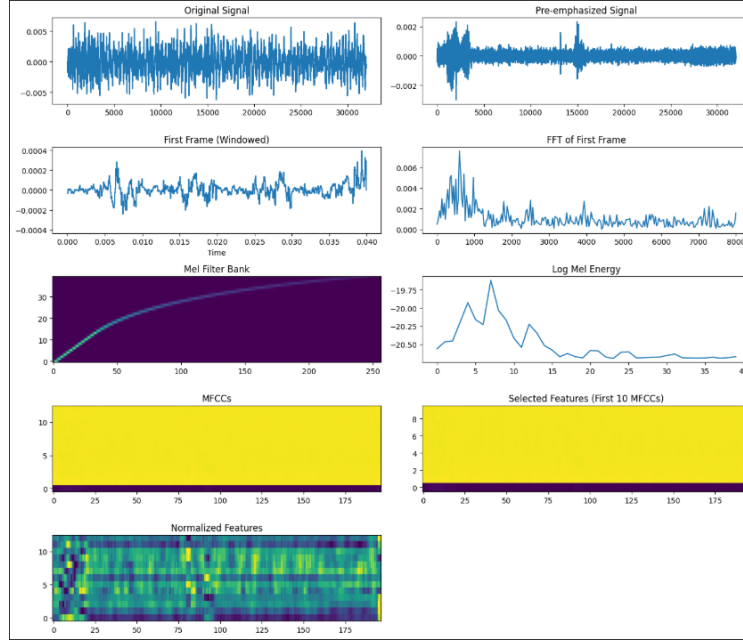 Original Signal
0.005
0.000
−0.005
0 5000 10000 15000 20000 25000 30000
Pre-emphasized Signal
0.002
0.000
−0.002
0 5000 10000 15000 20000 25000 30000
First Frame (Windowed)
0.0004
0.0002
0.0000
−0.0002
−0.0004
0.000 0.005 0.010 0.015 0.020 0.025 0.030 0.035 0.040
Time
FFT of First Frame
0.006
0.004
0.002
0.000
0 1000 2000 3000 4000 5000 6000 7000 8000
Mel Filter Bank
30
20
10
0
0 50 100 150 200 250
Log Mel Energy
−19.75
−20.00
−20.25
−20.50
0 5 10 15 20 25 30 35
MFCCs
10
5
0
0 25 50 75 100 125 150 175
Selected Features (First 10 MFCCs)
8
6
4
2
0
0 25 50 75 100 125 150 175
Normalized Features
10
5
0
0 25 50 75 100 125 150 175